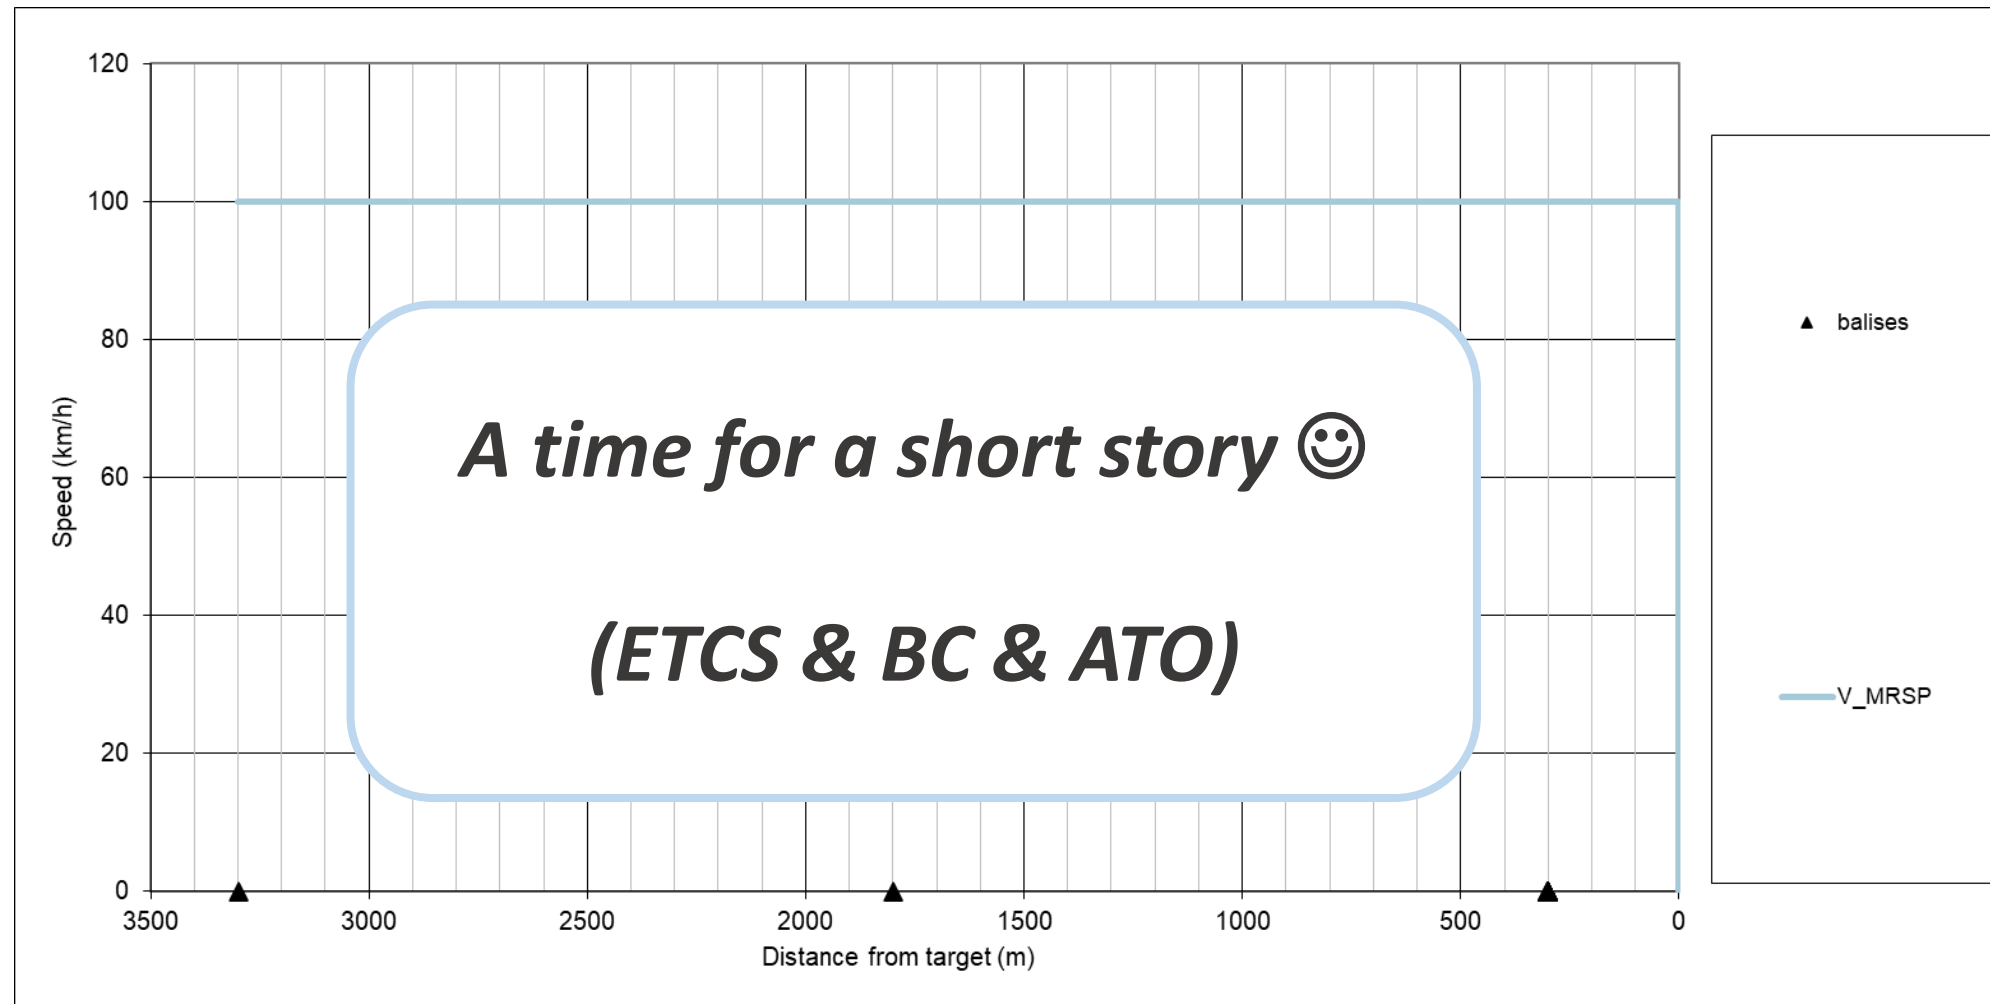 120
100
80
60
40
20
0
Speed (km/h)
A time for a short story ☺
(ETCS & BC & ATO)
3500 3000 2500 2000 1500 1000 500 0
Distance from target (m)
balises
V_MRSP